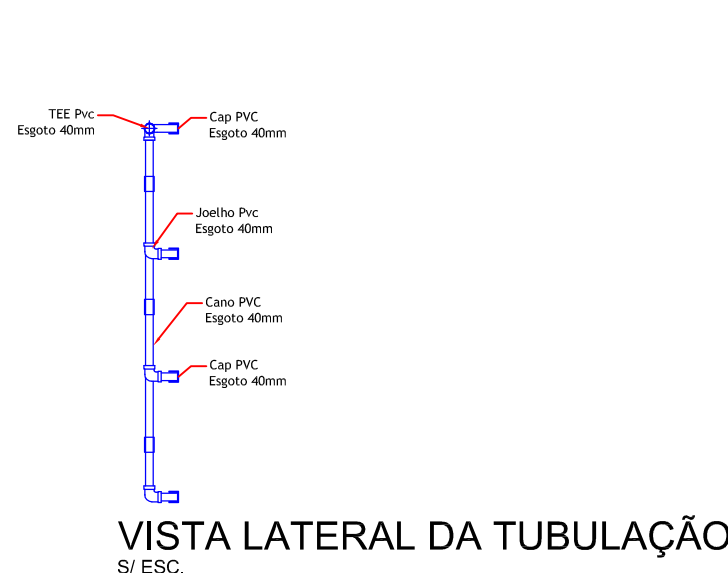 TEE Pvc
Esgoto 40mm
Cap PVC
Esgoto 40mm
Joelho Pvc
Esgoto 40mm
Cano PVC
Esgoto 40mm
Cap PVC
Esgoto 40mm
VISTA LATERAL DA TUBULAÇÃO
S/ ESC.